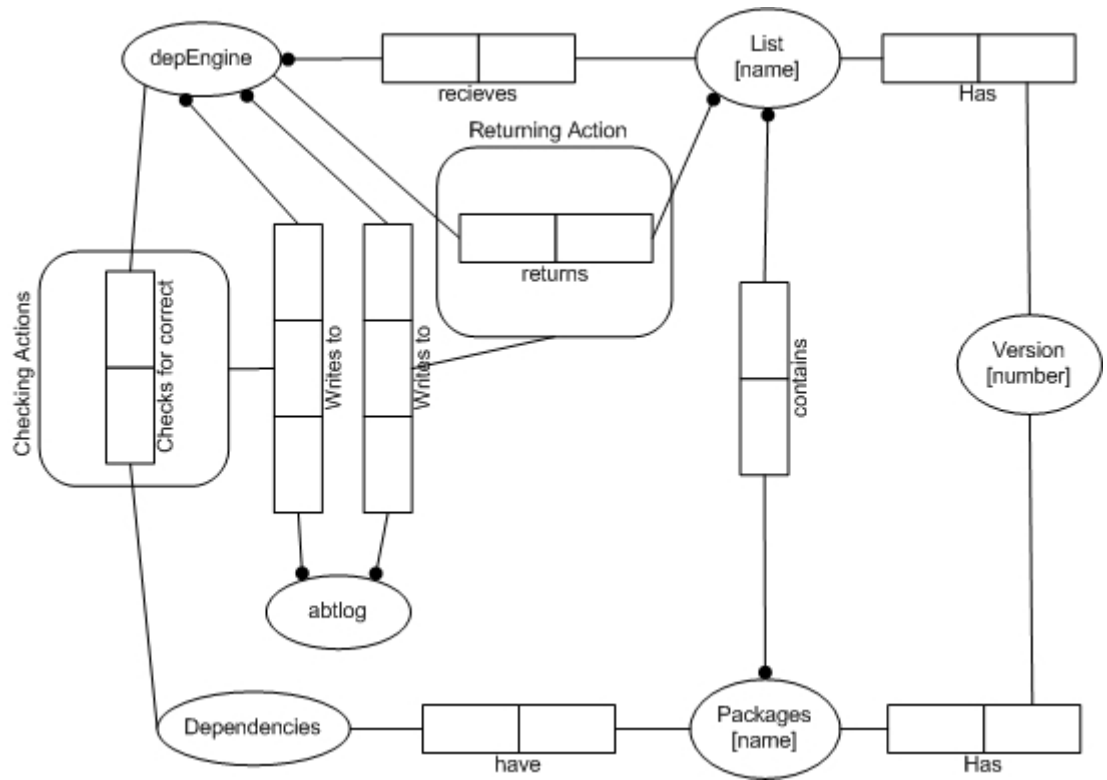 depEngine
recieves
List
[name]
Has
Returning Action
returns
Checking Actions
Checks for correct
Writes to
Writes to
contains
Version
[number]
abtlog
Dependencies
have
Packages
[name]
Has